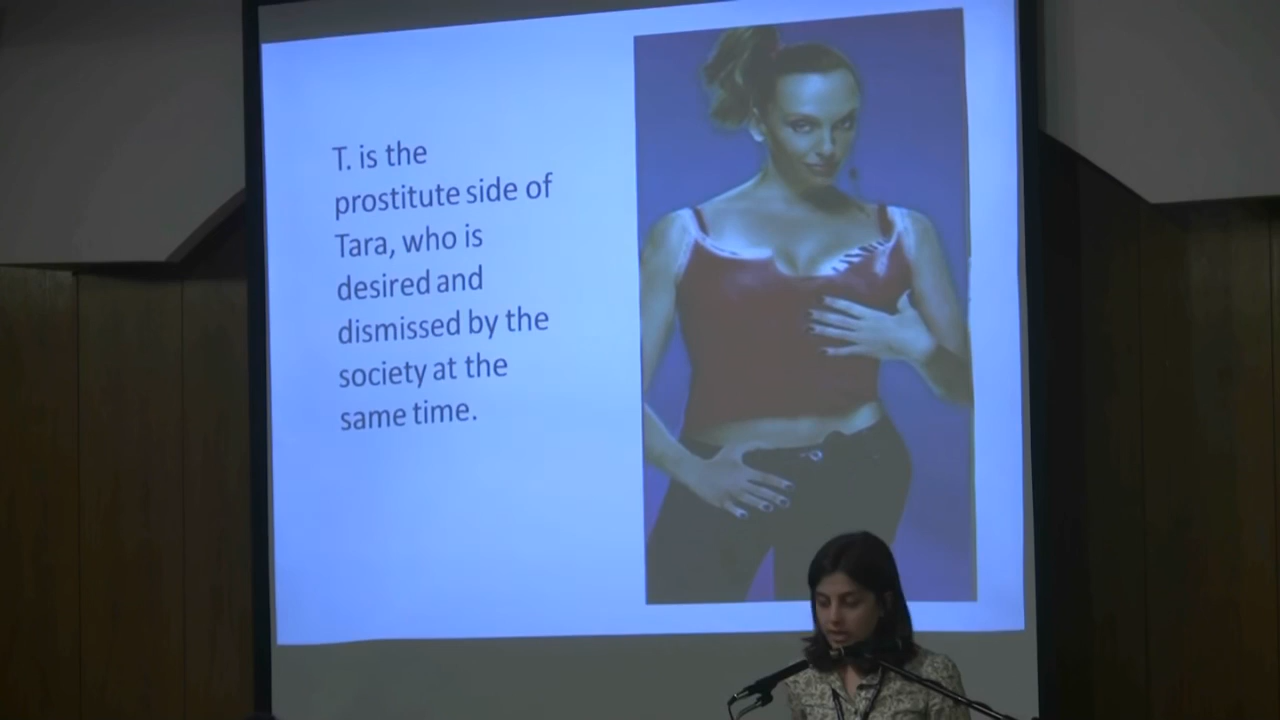 T. is the
prostitute side of
Tara, who is
desired and
dismissed by the
society at the
same time.